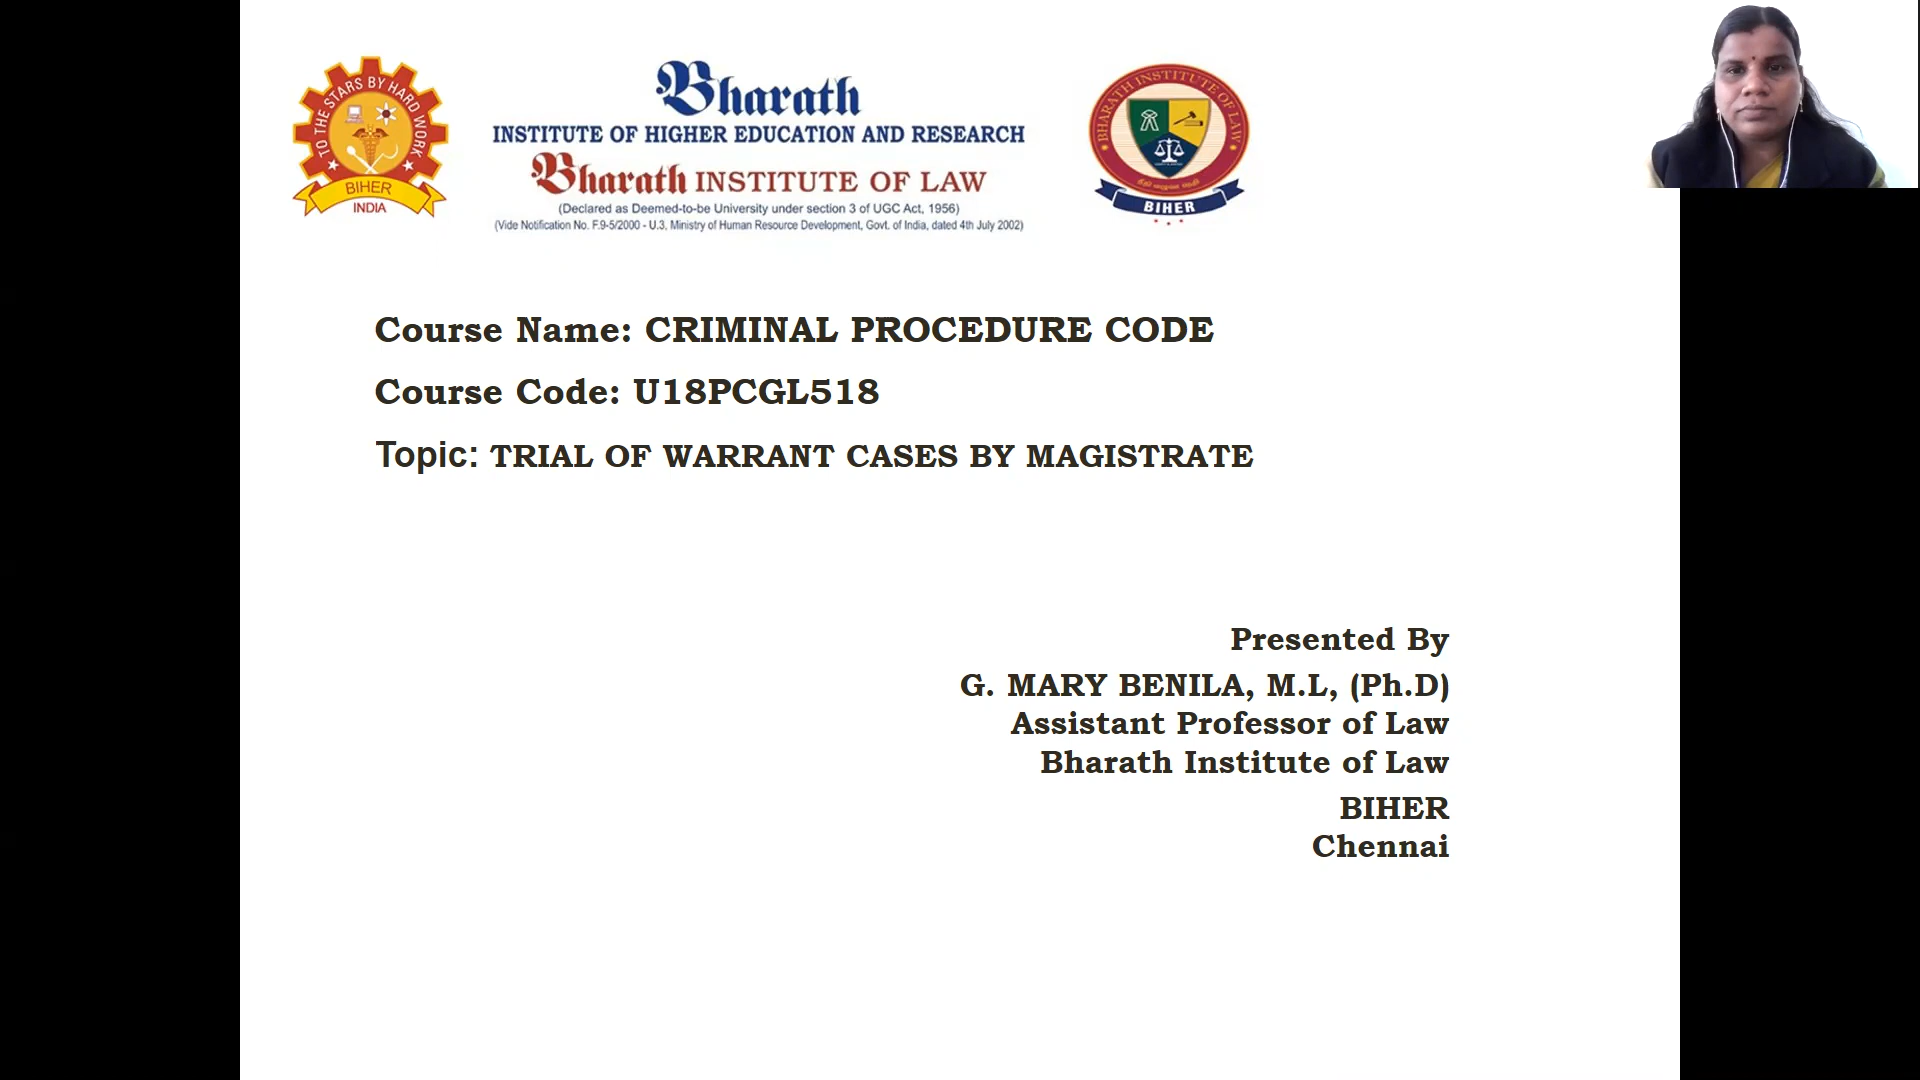 TO THE STARS BY HARD WORK
BIHER
INDIA
Bharath
INSTITUTE OF HIGHER EDUCATION AND RESEARCH
Bharath INSTITUTE OF LAW
(Declared as Deemed-to-be University under section 3 of UGC Act, 1956)
(Vide Notification No. F.9-5/2000 - U.3, Ministry of Human Resource Development, Govt. of India, dated 4th July 2002)
BHARATH INSTITUTE OF LAW
BIHER
Course Name: CRIMINAL PROCEDURE CODE
Course Code: U18PCGL518
Topic: TRIAL OF WARRANT CASES BY MAGISTRATE
Presented By
G. MARY BENILA, M.L, (Ph.D)
Assistant Professor of Law
Bharath Institute of Law
BIHER
Chennai